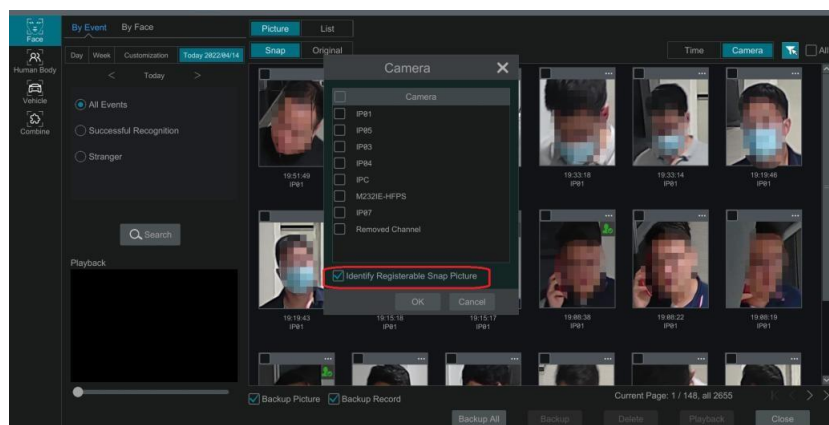 Face
Human Body
Vehicle
Combine
By Event
By Face
Day
Week
Customization
Today 2022/04/14
< Today >
All Events
Successful Recognition
Stranger
Search
Playback
Picture
List
Snap
Original
Time
Camera
All
Camera
Camera
IP01
IP05
IP03
IP04
IPC
M232IE-HFPS
IP07
Removed Channel
Identify Registerable Snap Picture
OK
Cancel
19:51:49
IP01
19:33:18
IP01
19:33:14
IP01
19:19:46
IP01
19:19:43
IP01
19:15:18
IP01
19:15:17
IP01
19:08:38
IP01
19:08:22
IP01
19:08:19
IP01
Backup Picture
Backup Record
Current Page: 1 / 148, all 2655
Backup All
Backup
Delete
Playback
Close